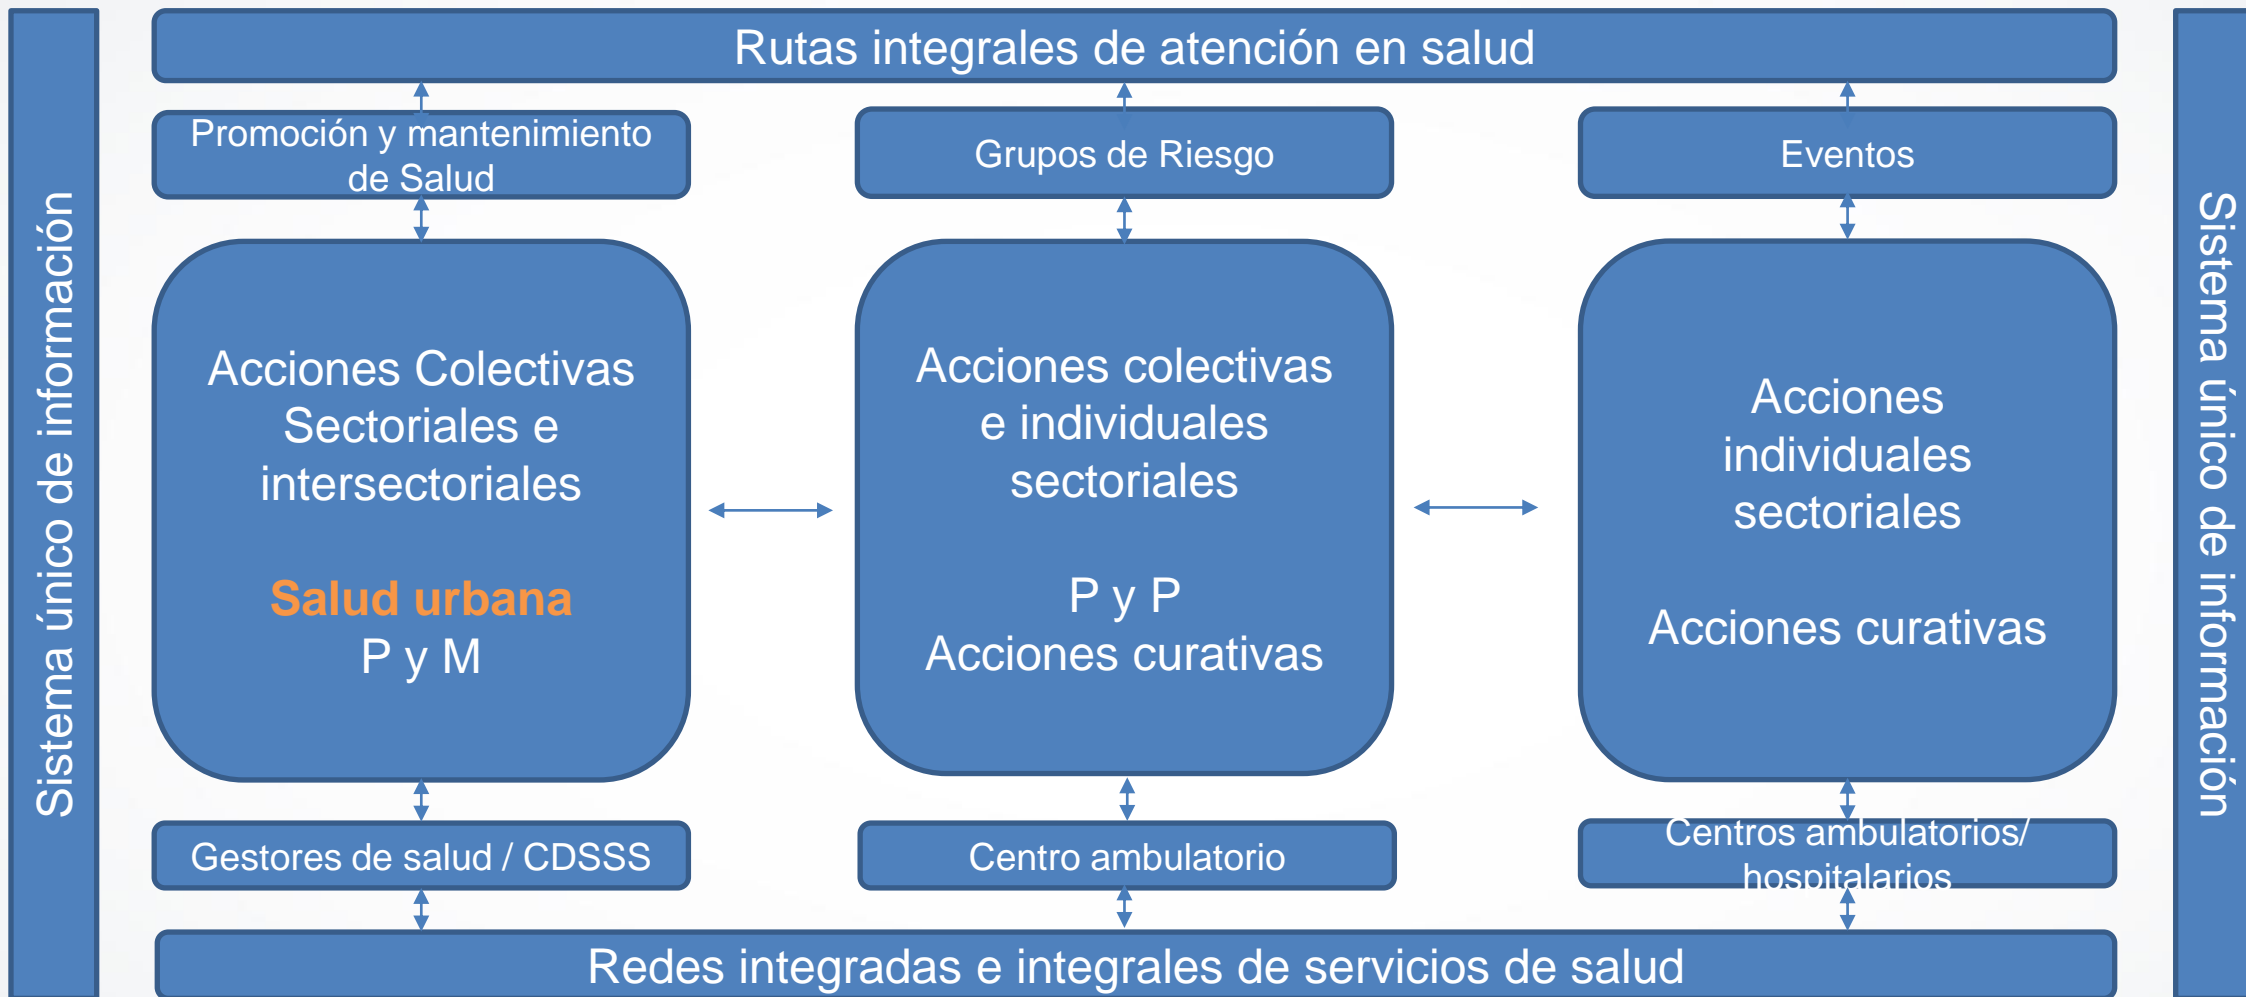 Sistema único de información
Rutas integrales de atención en salud
Promoción y mantenimiento
de Salud
Grupos de Riesgo
Eventos
Acciones Colectivas
Sectoriales e
intersectoriales
Salud urbana
P y M
Acciones colectivas
e individuales
sectoriales
P y P
Acciones curativas
Acciones
individuales
sectoriales
Acciones curativas
Gestores de salud / CDSSS
Centro ambulatorio
Centros ambulatorios/
hospitalarios
Redes integradas e integrales de servicios de salud
Sistema único de información